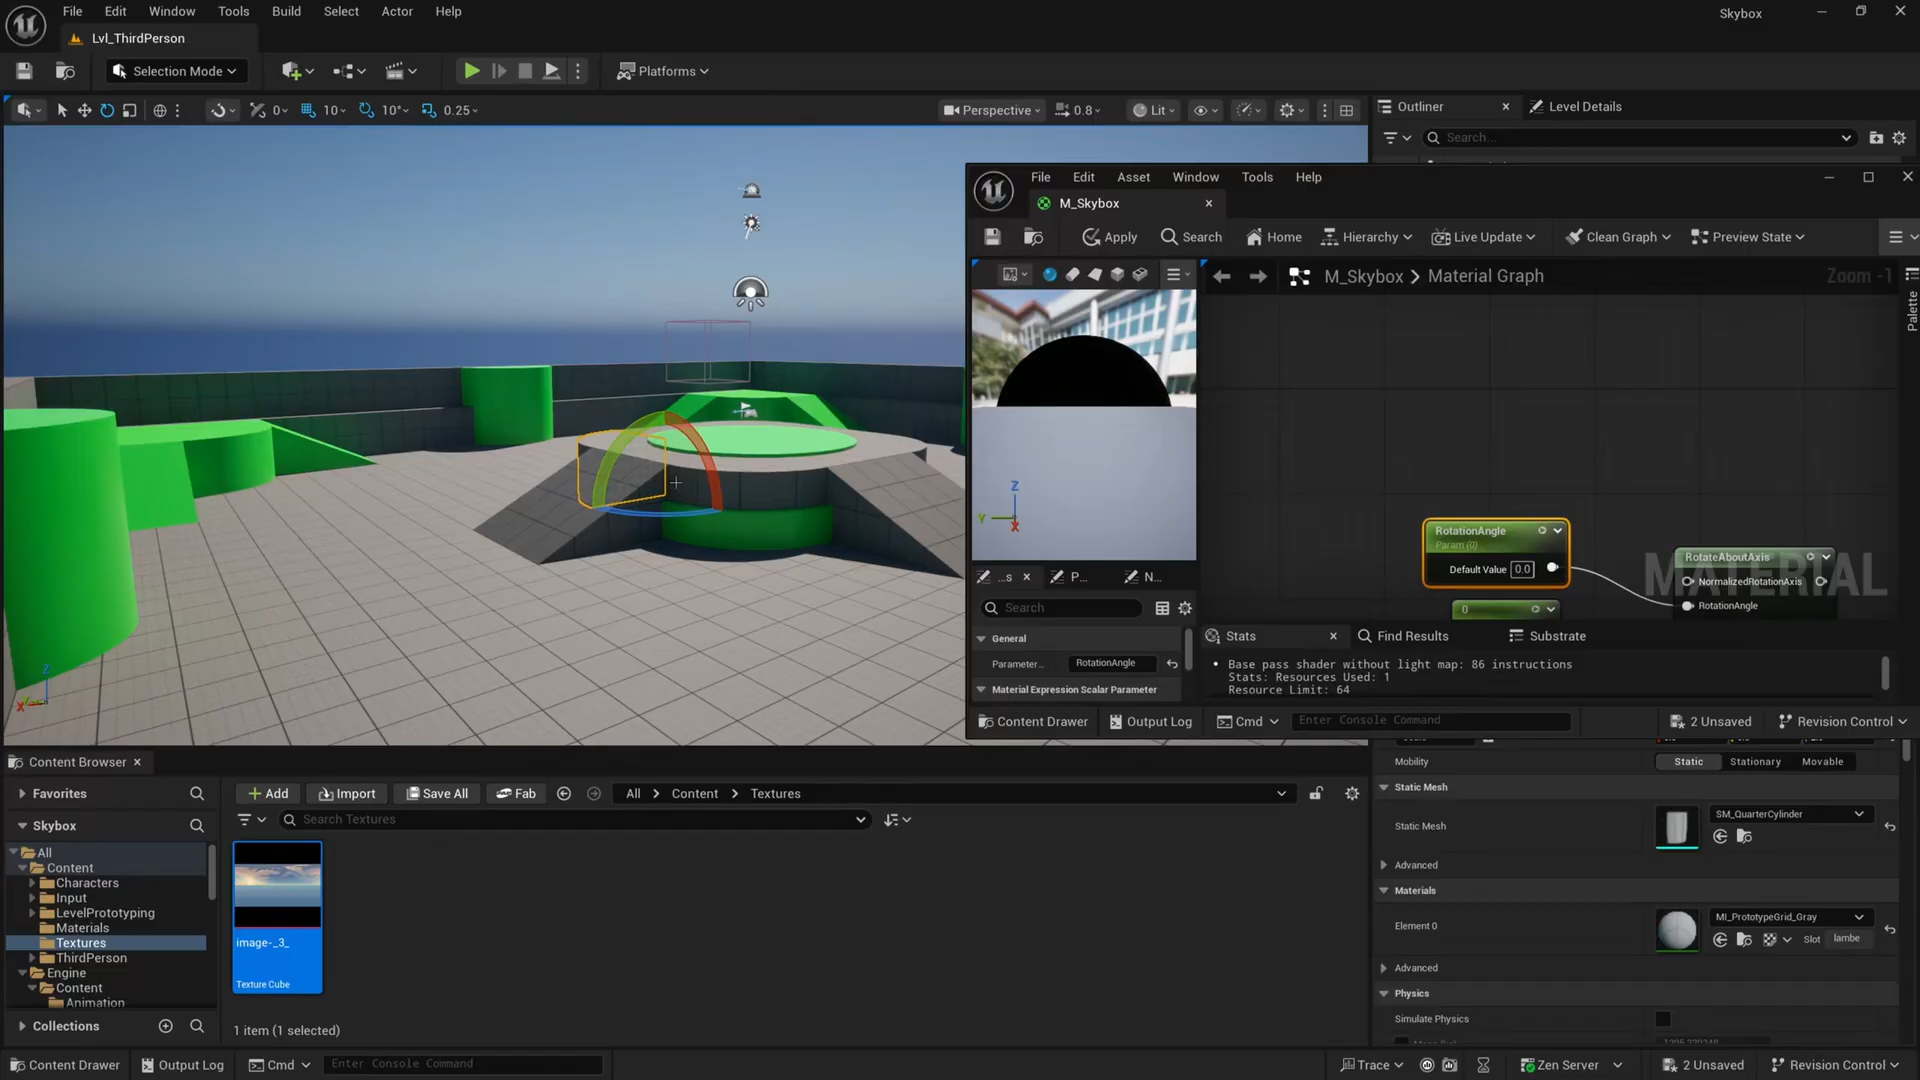 File Edit Window Tools Build Select Actor Help
Skybox
Lvl_ThirdPerson
Selection Mode
Platforms
0 10 10° 0.25
Perspective 0.8 Lit
Outliner Level Details
Search...
File Edit Asset Window Tools Help
M_Skybox
Apply Search Home Hierarchy Live Update Clean Graph Preview State
M_Skybox > Material Graph
Zoom -1
Palette
Z
Y
X
RotationAngle
Param (0)
Default Value 0.0
0
RotateAboutAxis
NormalizedRotationAxis
RotationAngle
MATERIAL
...s P... N...
Search
General
Parameter... RotationAngle
Material Expression Scalar Parameter
Stats Find Results Substrate
Base pass shader without light map: 86 instructions
Stats: Resources Used: 1
Resource Limit: 64
Content Drawer Output Log Cmd Enter Console Command 2 Unsaved Revision Control
Z
X
Content Browser
Favorites
Skybox
All
Content
Characters
Input
LevelPrototyping
Materials
Textures
ThirdPerson
Engine
Content
Animation
Collections
Add Import Save All Fab All > Content > Textures
Search Textures
image-_3_
Texture Cube
1 item (1 selected)
Mobility Static Stationary Movable
Static Mesh
Static Mesh SM_QuarterCylinder
Advanced
Materials
Element 0 MI_PrototypeGrid_Gray
Slot lambe
Advanced
Physics
Simulate Physics
Content Drawer Output Log Cmd Enter Console Command Trace Zen Server 2 Unsaved Revision Control